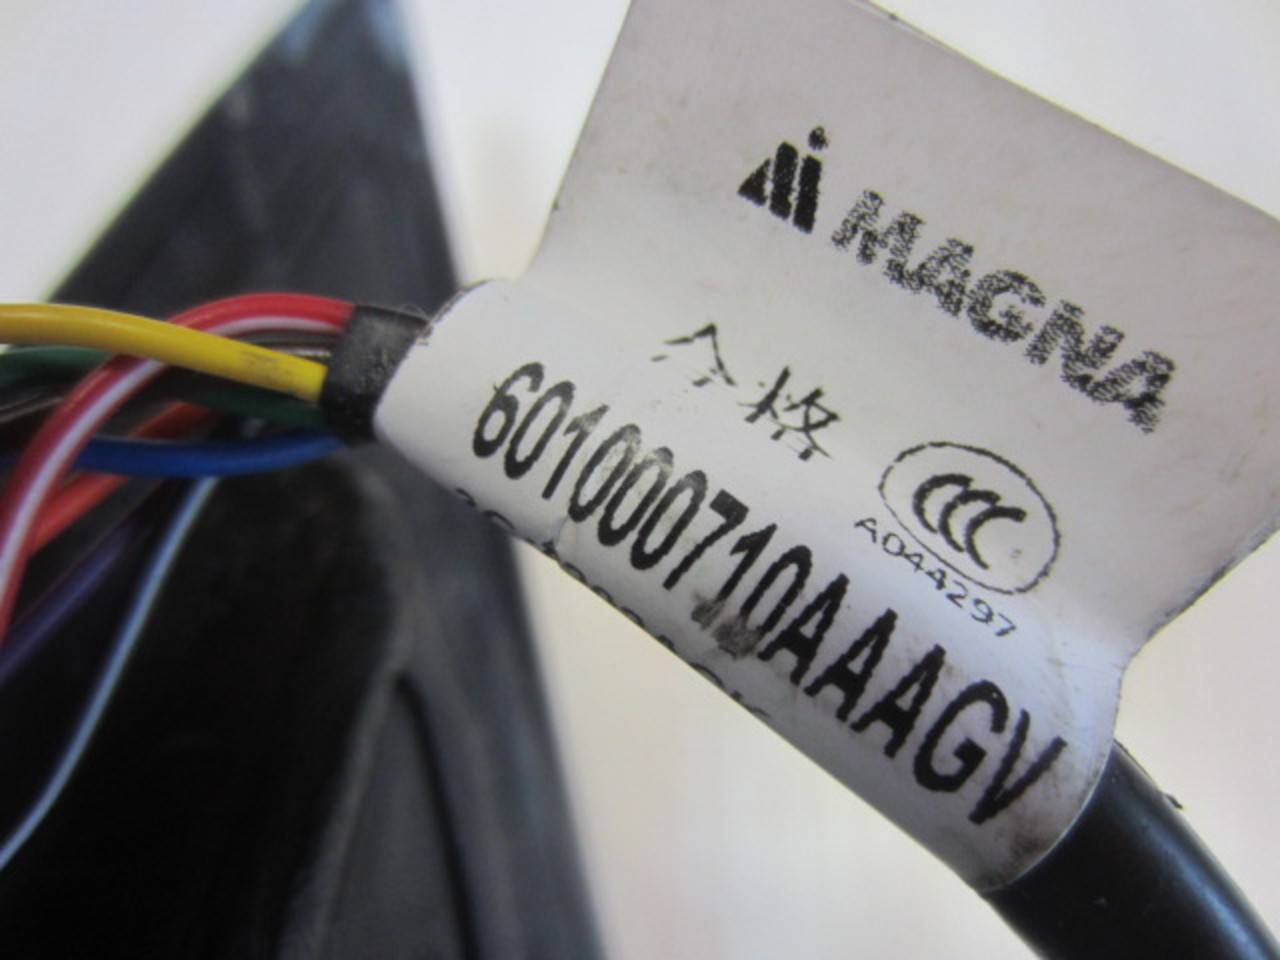 MAGNA
合格
CCC
A044297
601000710AAAGV